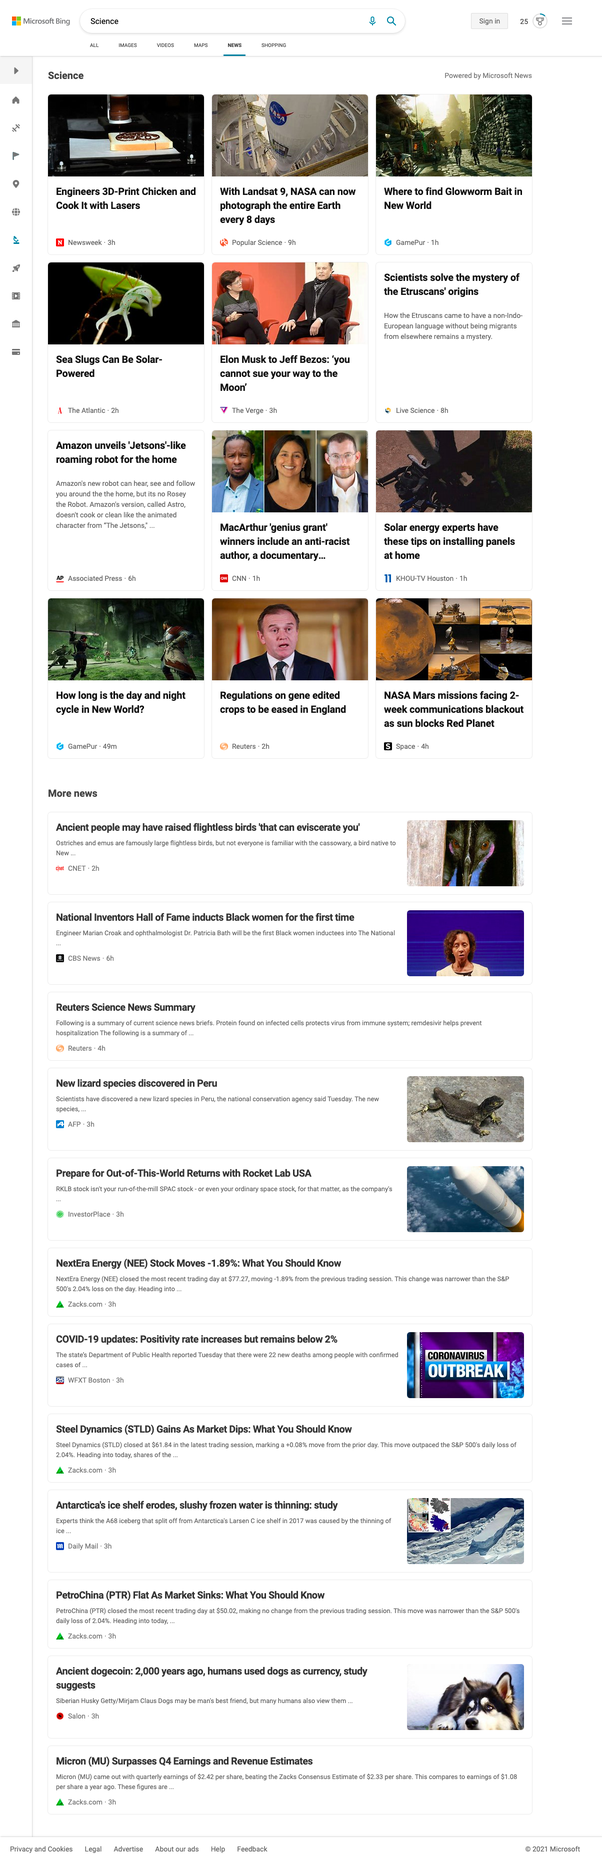 Microsoft Bing
Science
Sign in
25
ALL
IMAGES
VIDEOS
MAPS
NEWS
SHOPPING
Science
Powered by Microsoft News
Engineers 3D-Print Chicken and
Cook It with Lasers
Newsweek · 3h
With Landsat 9, NASA can now
photograph the entire Earth
every 8 days
Popular Science · 9h
Where to find Glowworm Bait in
New World
GamePur · 1h
Sea Slugs Can Be Solar-
Powered
The Atlantic · 2h
Elon Musk to Jeff Bezos: ‘you
cannot sue your way to the
Moon’
The Verge · 3h
Scientists solve the mystery of
the Etruscans' origins
How the Etruscans came to have a non-Indo-
European language without being migrants
from elsewhere remains a mystery.
Live Science · 8h
Amazon unveils 'Jetsons'-like
roaming robot for the home
Amazon's new robot can hear, see and follow
you around the the home, but its no Rosey
the Robot. Amazon's version, called Astro,
doesn't cook or clean like the animated
character from "The Jetsons," ...
AP Associated Press · 6h
MacArthur 'genius grant'
winners include an anti-racist
author, a documentary…
CNN · 1h
Solar energy experts have
these tips on installing panels
at home
11 KHOU-TV Houston · 1h
How long is the day and night
cycle in New World?
GamePur · 49m
Regulations on gene edited
crops to be eased in England
Reuters · 2h
NASA Mars missions facing 2-
week communications blackout
as sun blocks Red Planet
Space · 4h
More news
Ancient people may have raised flightless birds 'that can eviscerate you'
Ostriches and emus are famously large flightless birds, but not everyone is familiar with the cassowary, a bird native to
New ...
CNET · 2h
National Inventors Hall of Fame inducts Black women for the first time
Engineer Marian Croak and ophthalmologist Dr. Patricia Bath will be the first Black women inductees into The National
...
CBS News · 6h
Reuters Science News Summary
Following is a summary of current science news briefs. Protein found on infected cells protects virus from immune system; remdesivir helps prevent
hospitalization The following is a summary of ...
Reuters · 4h
New lizard species discovered in Peru
Scientists have discovered a new lizard species in Peru, the national conservation agency said Tuesday. The new
species, ...
AFP · 3h
Prepare for Out-of-This-World Returns with Rocket Lab USA
RKLB stock isn't your run-of-the-mill SPAC stock - or even your ordinary space stock, for that matter, as the company's
...
InvestorPlace · 3h
NextEra Energy (NEE) Stock Moves -1.89%: What You Should Know
NextEra Energy (NEE) closed the most recent trading day at $77.27, moving -1.89% from the previous trading session. This change was narrower than the S&P
500's 2.04% loss on the day. Heading into ...
Zacks.com · 3h
COVID-19 updates: Positivity rate increases but remains below 2%
The state's Department of Public Health reported Tuesday that there were 22 new deaths among people with confirmed
cases of ...
WFXT Boston · 3h
CORONAVIRUS
OUTBREAK
Steel Dynamics (STLD) Gains As Market Dips: What You Should Know
Steel Dynamics (STLD) closed at $61.84 in the latest trading session, marking a +0.08% move from the prior day. This move outpaced the S&P 500's daily loss of
2.04%. Heading into today, shares of the ...
Zacks.com · 3h
Antarctica's ice shelf erodes, slushy frozen water is thinning: study
Experts think the A68 iceberg that split off from Antarctica's Larsen C ice shelf in 2017 was caused by the thinning of
ice ...
Daily Mail · 3h
PetroChina (PTR) Flat As Market Sinks: What You Should Know
PetroChina (PTR) closed the most recent trading day at $50.02, making no change from the previous trading session. This move was narrower than the S&P 500's
daily loss of 2.04%. Heading into today, ...
Zacks.com · 3h
Ancient dogecoin: 2,000 years ago, humans used dogs as currency, study
suggests
Siberian Husky Getty/Mirjam Claus Dogs may be man's best friend, but many humans also view them ...
Salon · 3h
Micron (MU) Surpasses Q4 Earnings and Revenue Estimates
Micron (MU) came out with quarterly earnings of $2.42 per share, beating the Zacks Consensus Estimate of $2.33 per share. This compares to earnings of $1.08
per share a year ago. These figures are ...
Zacks.com · 3h
Privacy and Cookies
Legal
Advertise
About our ads
Help
Feedback
© 2021 Microsoft